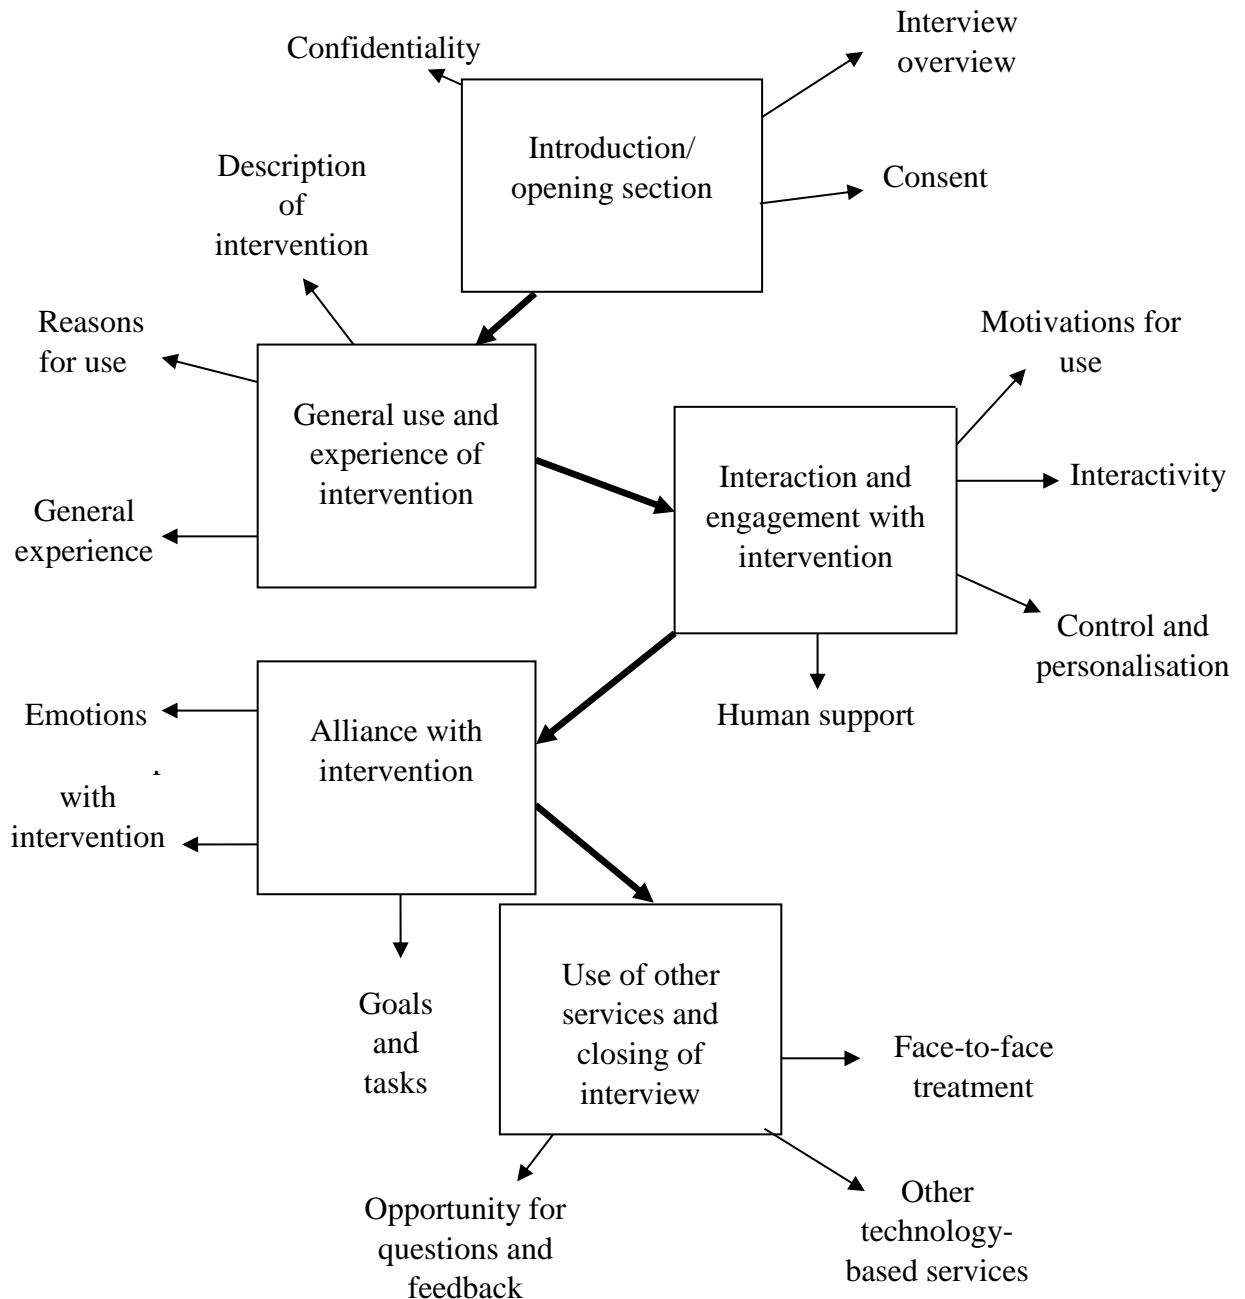 Confidentiality
Interview
overview
Introduction/
opening section
Consent
Description
of
intervention
Reasons
for use
General use and
experience of
intervention
General
experience
Motivations for
use
Interaction and
engagement with
intervention
Interactivity
Control and
personalisation
Human support
Emotions
with
intervention
Alliance with
intervention
Goals
and
tasks
Use of other
services and
closing of
interview
Face-to-face
treatment
Other
technology-
based services
Opportunity for
questions and
feedback